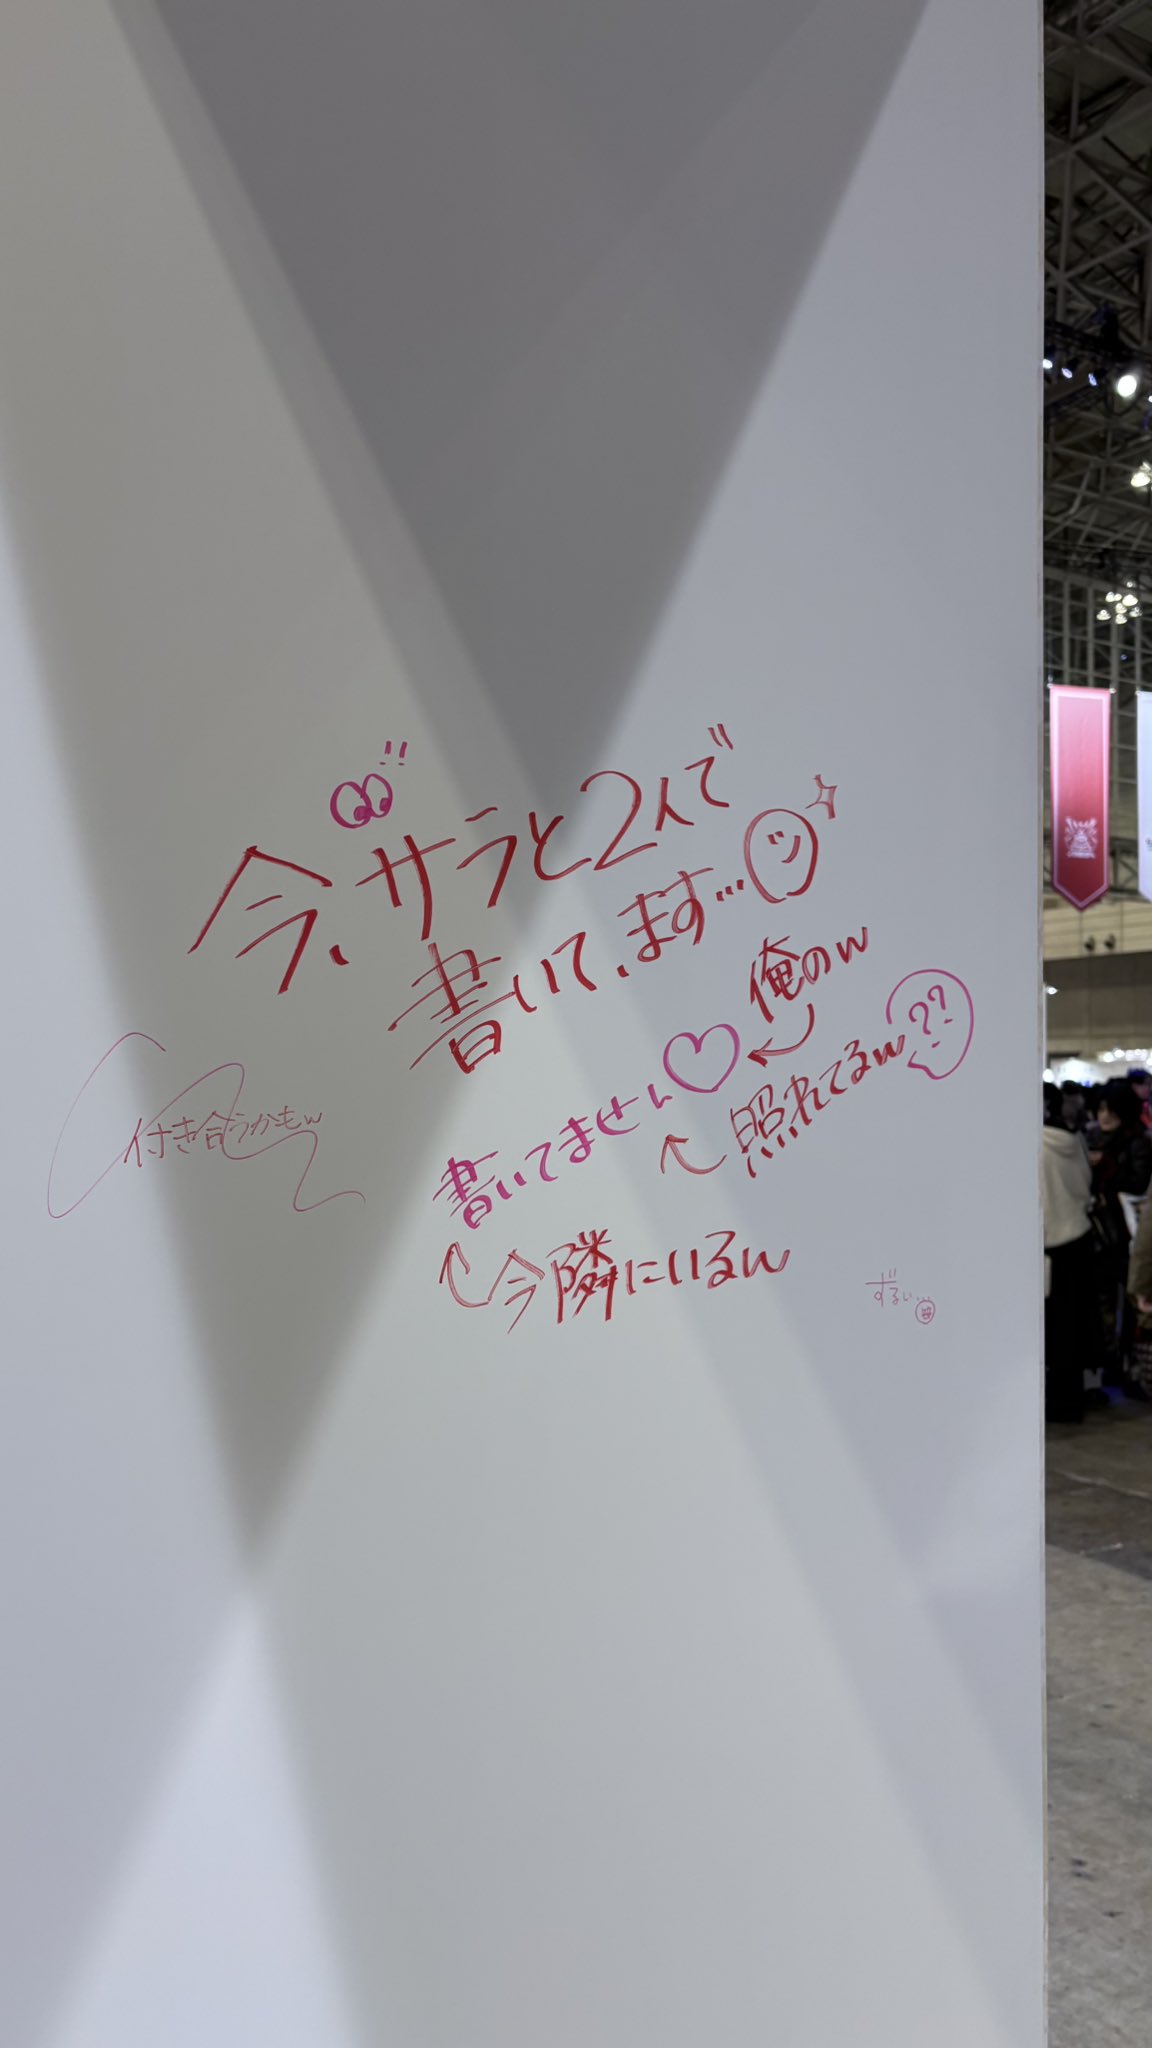 !!
今、サラと2人で
書いて、ます…
俺のw
書いてません♡
照れてるw
??
付き合うかもw
今隣にいるw
ずるい…